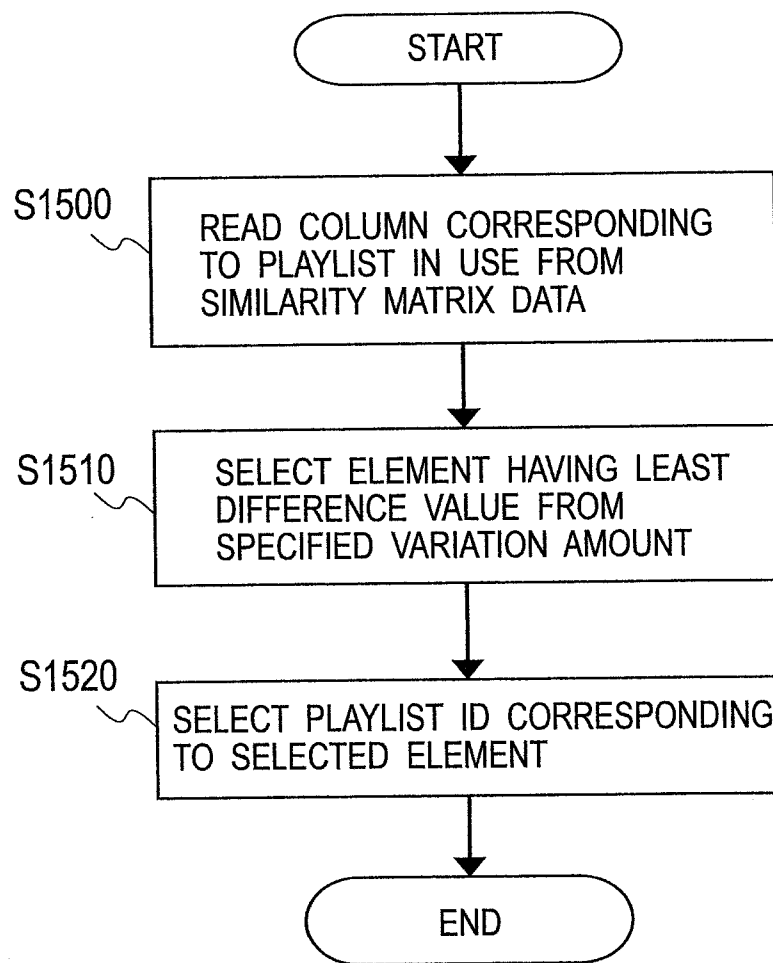 START
S1500
READ COLUMN CORRESPONDING
TO PLAYLIST IN USE FROM
SIMILARITY MATRIX DATA
S1510
SELECT ELEMENT HAVING LEAST
DIFFERENCE VALUE FROM
SPECIFIED VARIATION AMOUNT
S1520
SELECT PLAYLIST ID CORRESPONDING
TO SELECTED ELEMENT
END